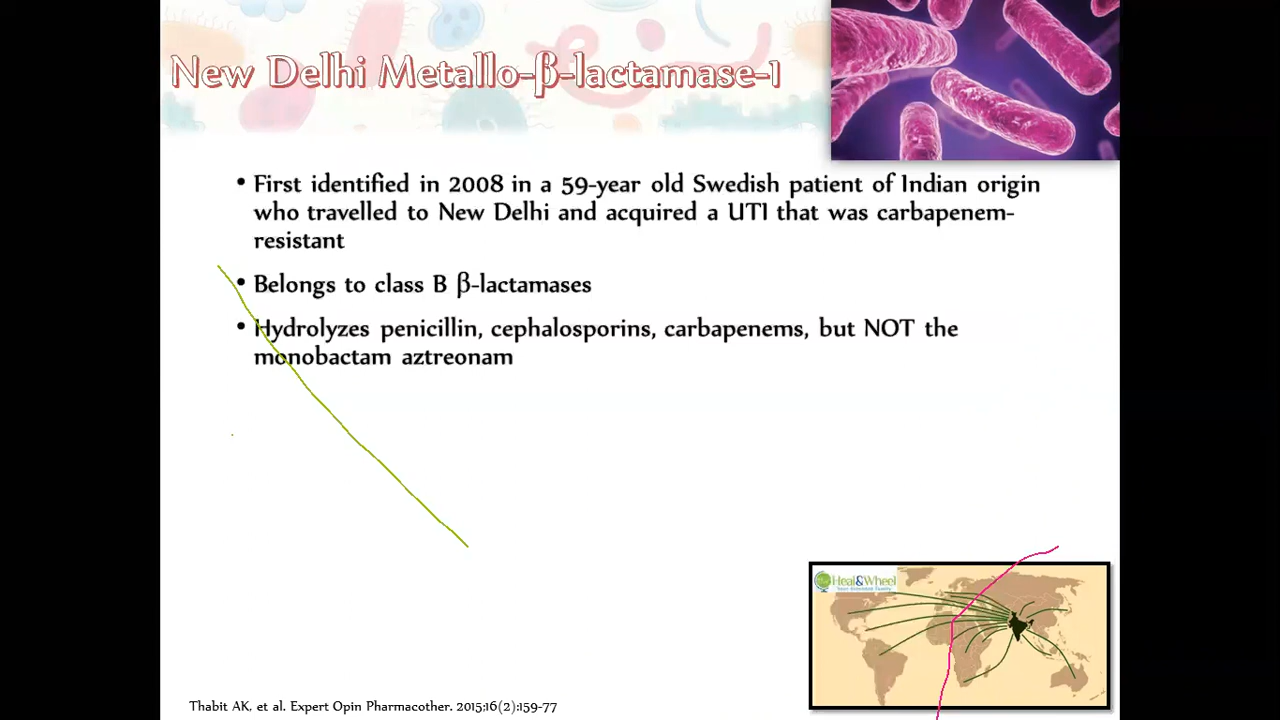 New Delhi Metallo-β-lactamase-1
• First identified in 2008 in a 59-year old Swedish patient of Indian origin
who travelled to New Delhi and acquired a UTI that was carbapenem-
resistant
• Belongs to class B β-lactamases
• Hydrolyzes penicillin, cephalosporins, carbapenems, but NOT the
monobactam aztreonam
Heal&Wheel
Thabit AK. et al. Expert Opin Pharmacother. 2015;16(2):159-77